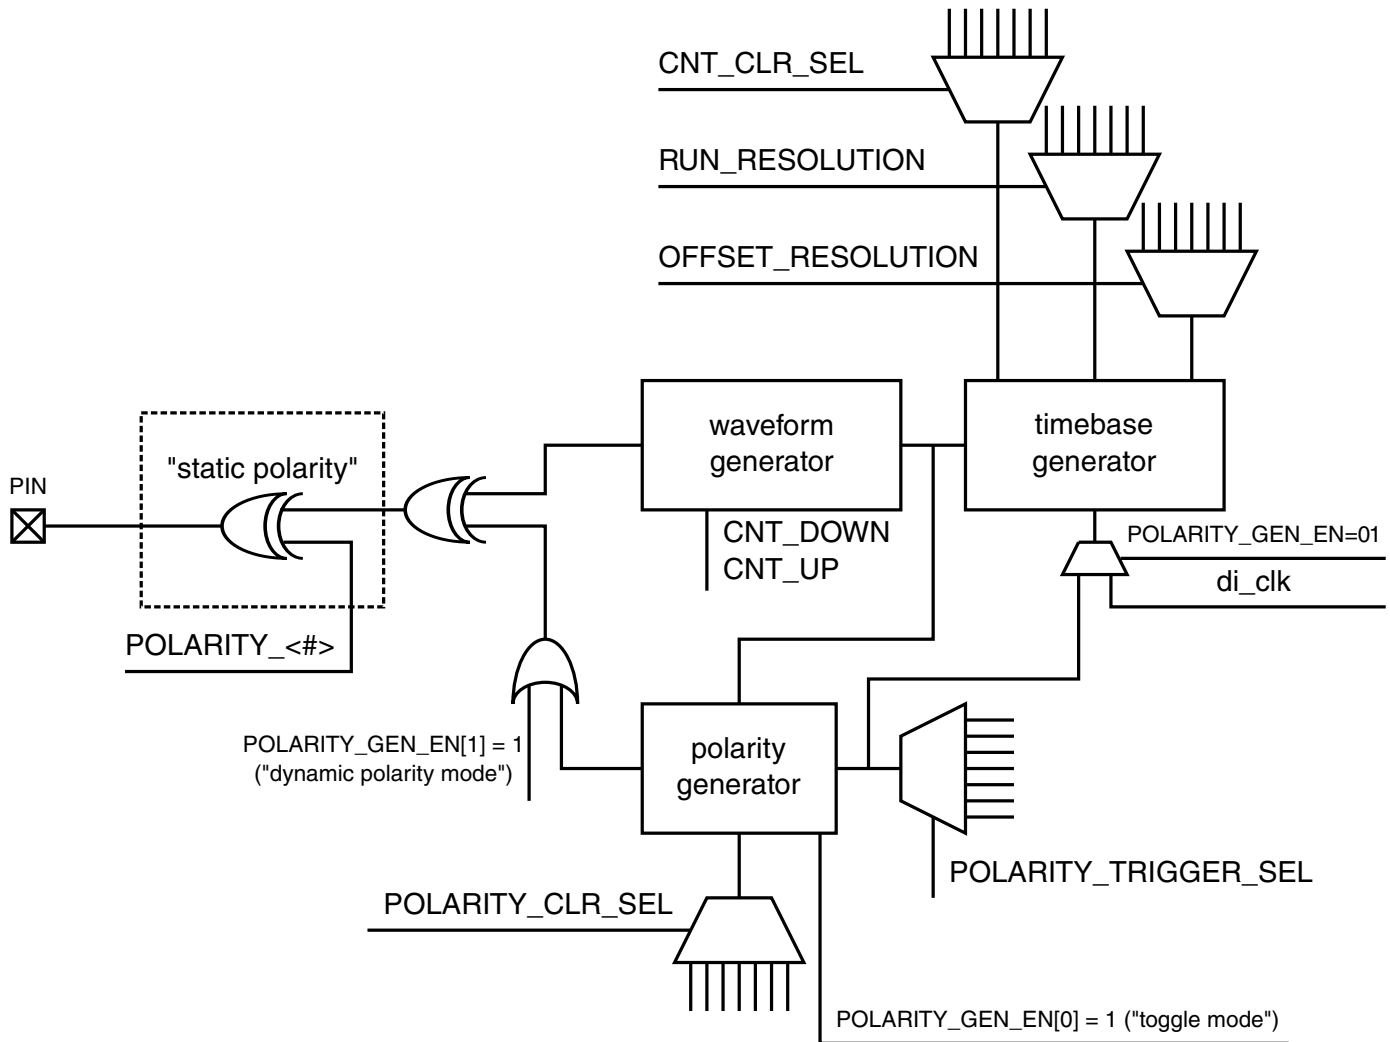 CNT_CLR_SEL
RUN_RESOLUTION
OFFSET_RESOLUTION
waveform
generator
timebase
generator
"static polarity"
PIN
CNT_DOWN
CNT_UP
POLARITY_GEN_EN=01
di_clk
POLARITY_<#>
POLARITY_GEN_EN[1] = 1
("dynamic polarity mode")
polarity
generator
POLARITY_TRIGGER_SEL
POLARITY_CLR_SEL
POLARITY_GEN_EN[0] = 1 ("toggle mode")